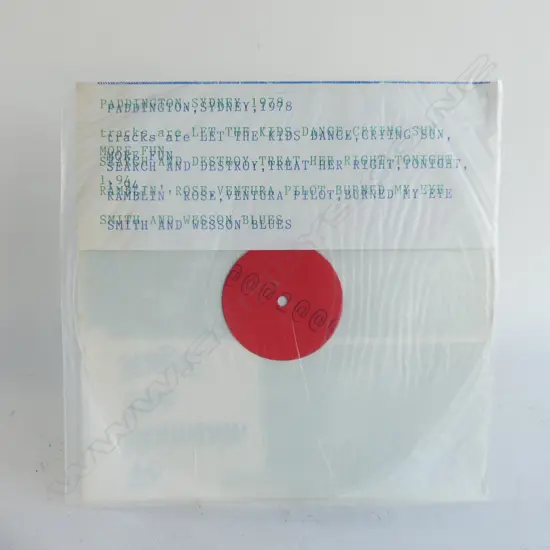 PADDINGTON,SYDNEY,1978
tracks are LET THE KIDS DANCE,CRYING SUN,
MORE FUN
SEARCH AND DESTROY,TREAT HER RIGHT,TONIGHT,
1.94,
RAMBLIN' ROSE,VENTURA PILOT,BURNED MY EYE
SMITH AND WESSON BLUES